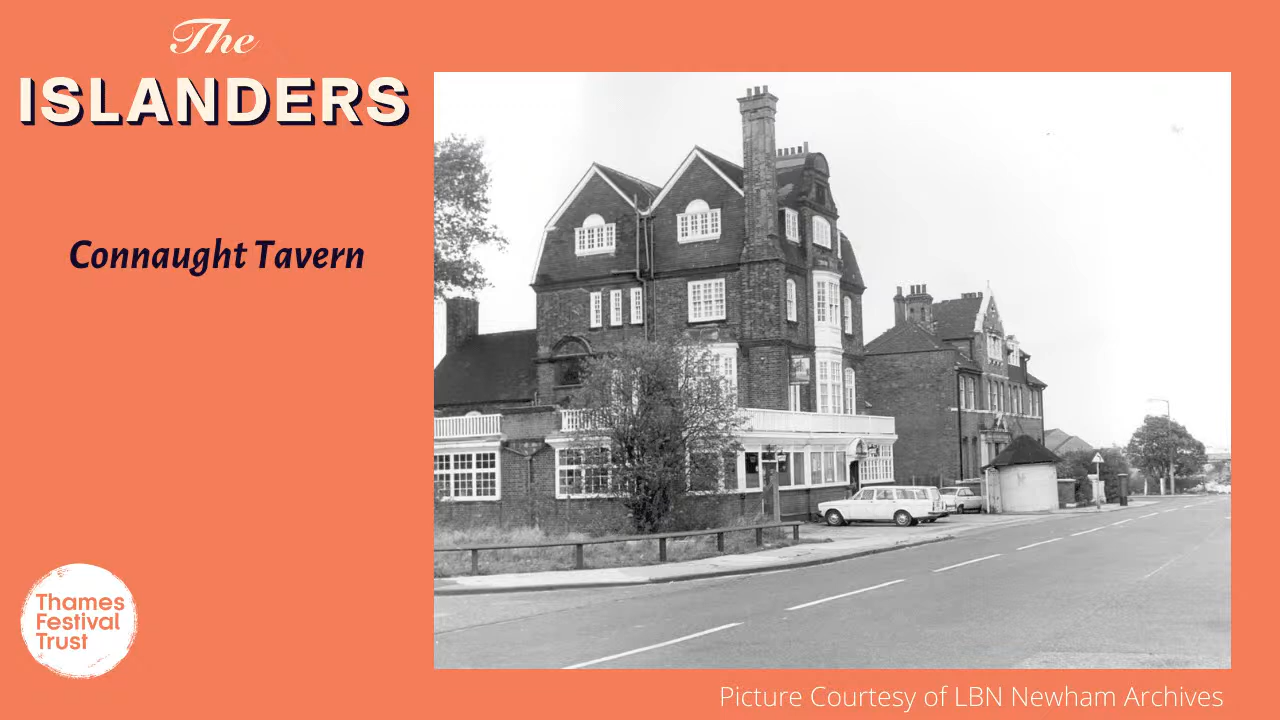 The
ISLANDERS
Connaught Tavern
Thames
Festival
Trust
Picture Courtesy of LBN Newham Archives